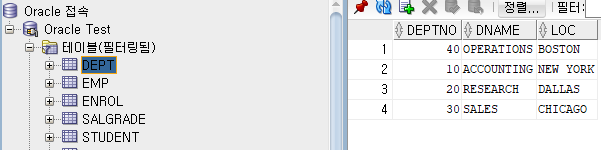 Oracle 접속
Oracle Test
테이블(필터링됨)
DEPT
EMP
ENROL
SALGRADE
STUDENT
정렬... 필터:
DEPTNO DNAME LOC
1 40 OPERATIONS BOSTON
2 10 ACCOUNTING NEW YORK
3 20 RESEARCH DALLAS
4 30 SALES CHICAGO